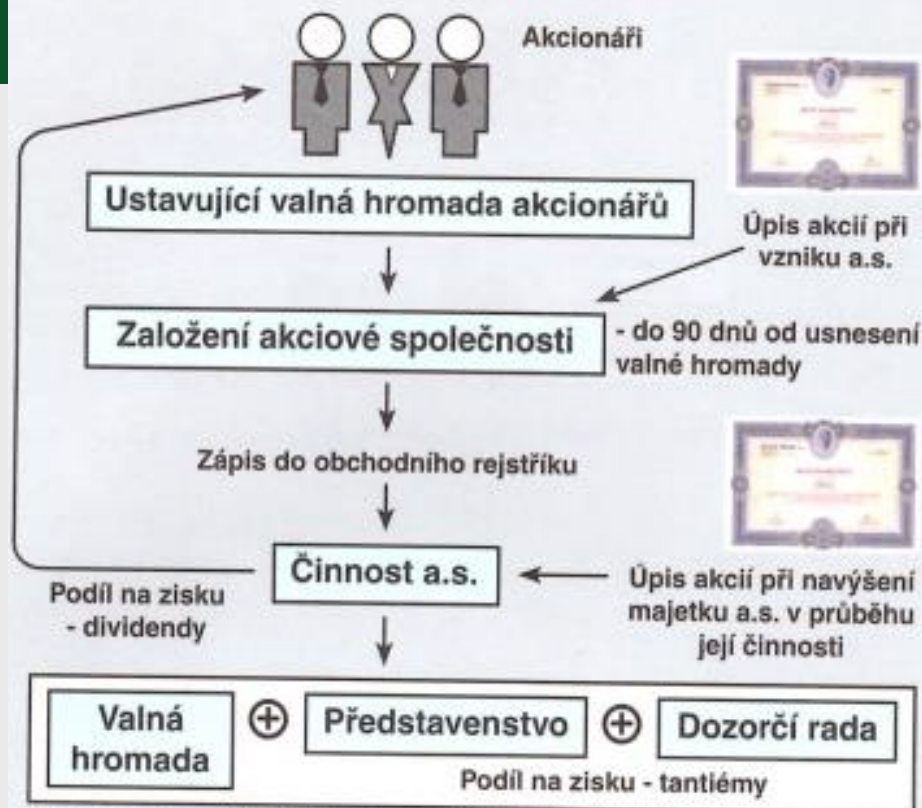 Akcionáři
Ustavující valná hromada akcionářů
Úpis akcií při
vzniku a.s.
Založení akciové společnosti
- do 90 dnů od usnesení
valné hromady
Zápis do obchodního rejstříku
Činnost a.s.
Podíl na zisku
- dividendy
Úpis akcií při navýšení
majetku a.s. v průběhu
její činnosti
Valná
hromada
+
Představenstvo
+
Dozorčí rada
Podíl na zisku - tantiémy